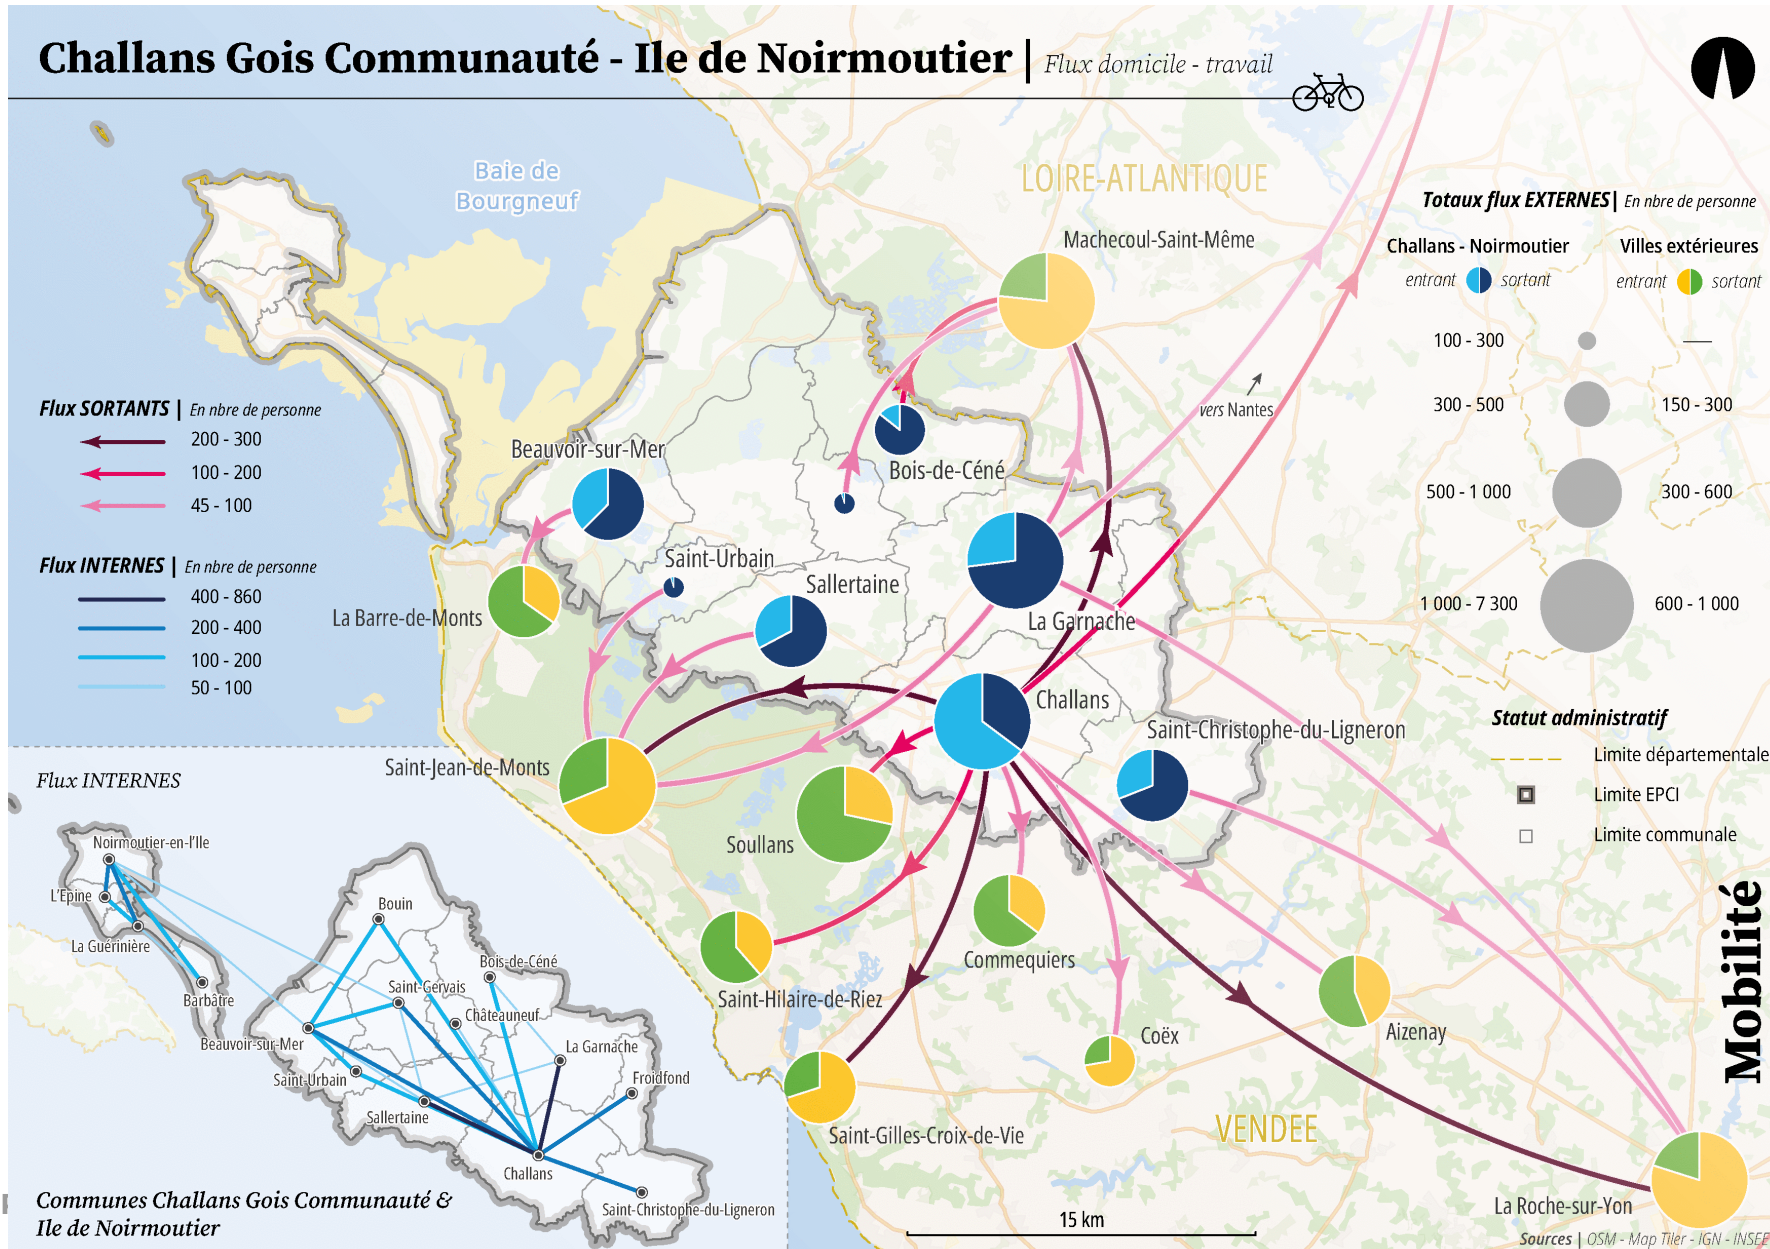 Challans Gois Communauté - Ile de Noirmoutier | Flux domicile - travail
Baie de
Bourgneuf
LOIRE-ATLANTIQUE
Machecoul-Saint-Même
Totaux flux EXTERNES| En nbre de personne
Challans - Noirmoutier
Villes extérieures
entrant sortant
entrant sortant
100 - 300
300 - 500
150 - 300
500 - 1 000
300 - 600
1 000 - 7 300
600 - 1 000
vers Nantes
Flux SORTANTS | En nbre de personne
200 - 300
100 - 200
45 - 100
Flux INTERNES | En nbre de personne
400 - 860
200 - 400
100 - 200
50 - 100
Beauvoir-sur-Mer
Bois-de-Céné
Saint-Urbain
Sallertaine
La Barre-de-Monts
La Garnache
Challans
Saint-Christophe-du-Ligneron
Saint-Jean-de-Monts
Soullans
Saint-Hilaire-de-Riez
Commequiers
Coëx
Aizenay
Saint-Gilles-Croix-de-Vie
VENDEE
La Roche-sur-Yon
Statut administratif
Limite départementale
Limite EPCI
Limite communale
Mobilité
Flux INTERNES
Noirmoutier-en-l'Ile
L'Epine
La Guérinière
Barbâtre
Bouin
Bois-de-Céné
Saint-Gervais
Châteauneuf
Beauvoir-sur-Mer
La Garnache
Saint-Urbain
Froidfond
Sallertaine
Challans
Saint-Christophe-du-Ligneron
Communes Challans Gois Communauté &
Ile de Noirmoutier
15 km
Sources | OSM - Map Tiler - IGN - INSEE